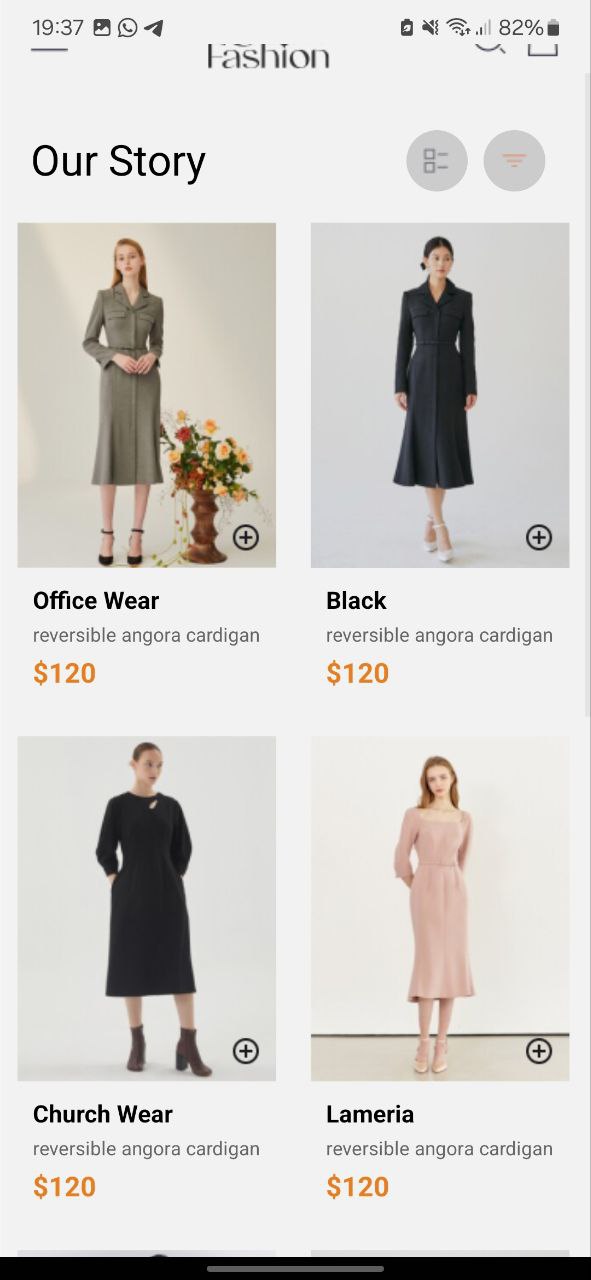 19:37
82%
Fashion
Our Story
Office Wear
reversible angora cardigan
$120
Black
reversible angora cardigan
$120
Church Wear
reversible angora cardigan
$120
Lameria
reversible angora cardigan
$120